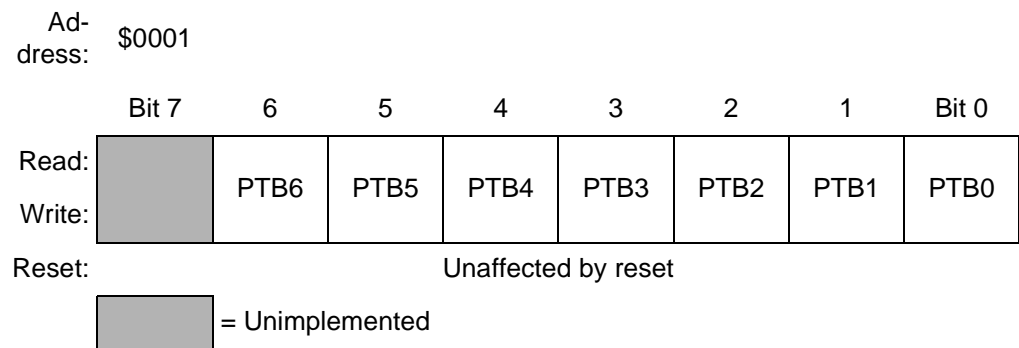 Ad-
dress: $0001
Bit 7 6 5 4 3 2 1 Bit 0
Read:
PTB6 PTB5 PTB4 PTB3 PTB2 PTB1 PTB0
Write:
Reset: Unaffected by reset
= Unimplemented